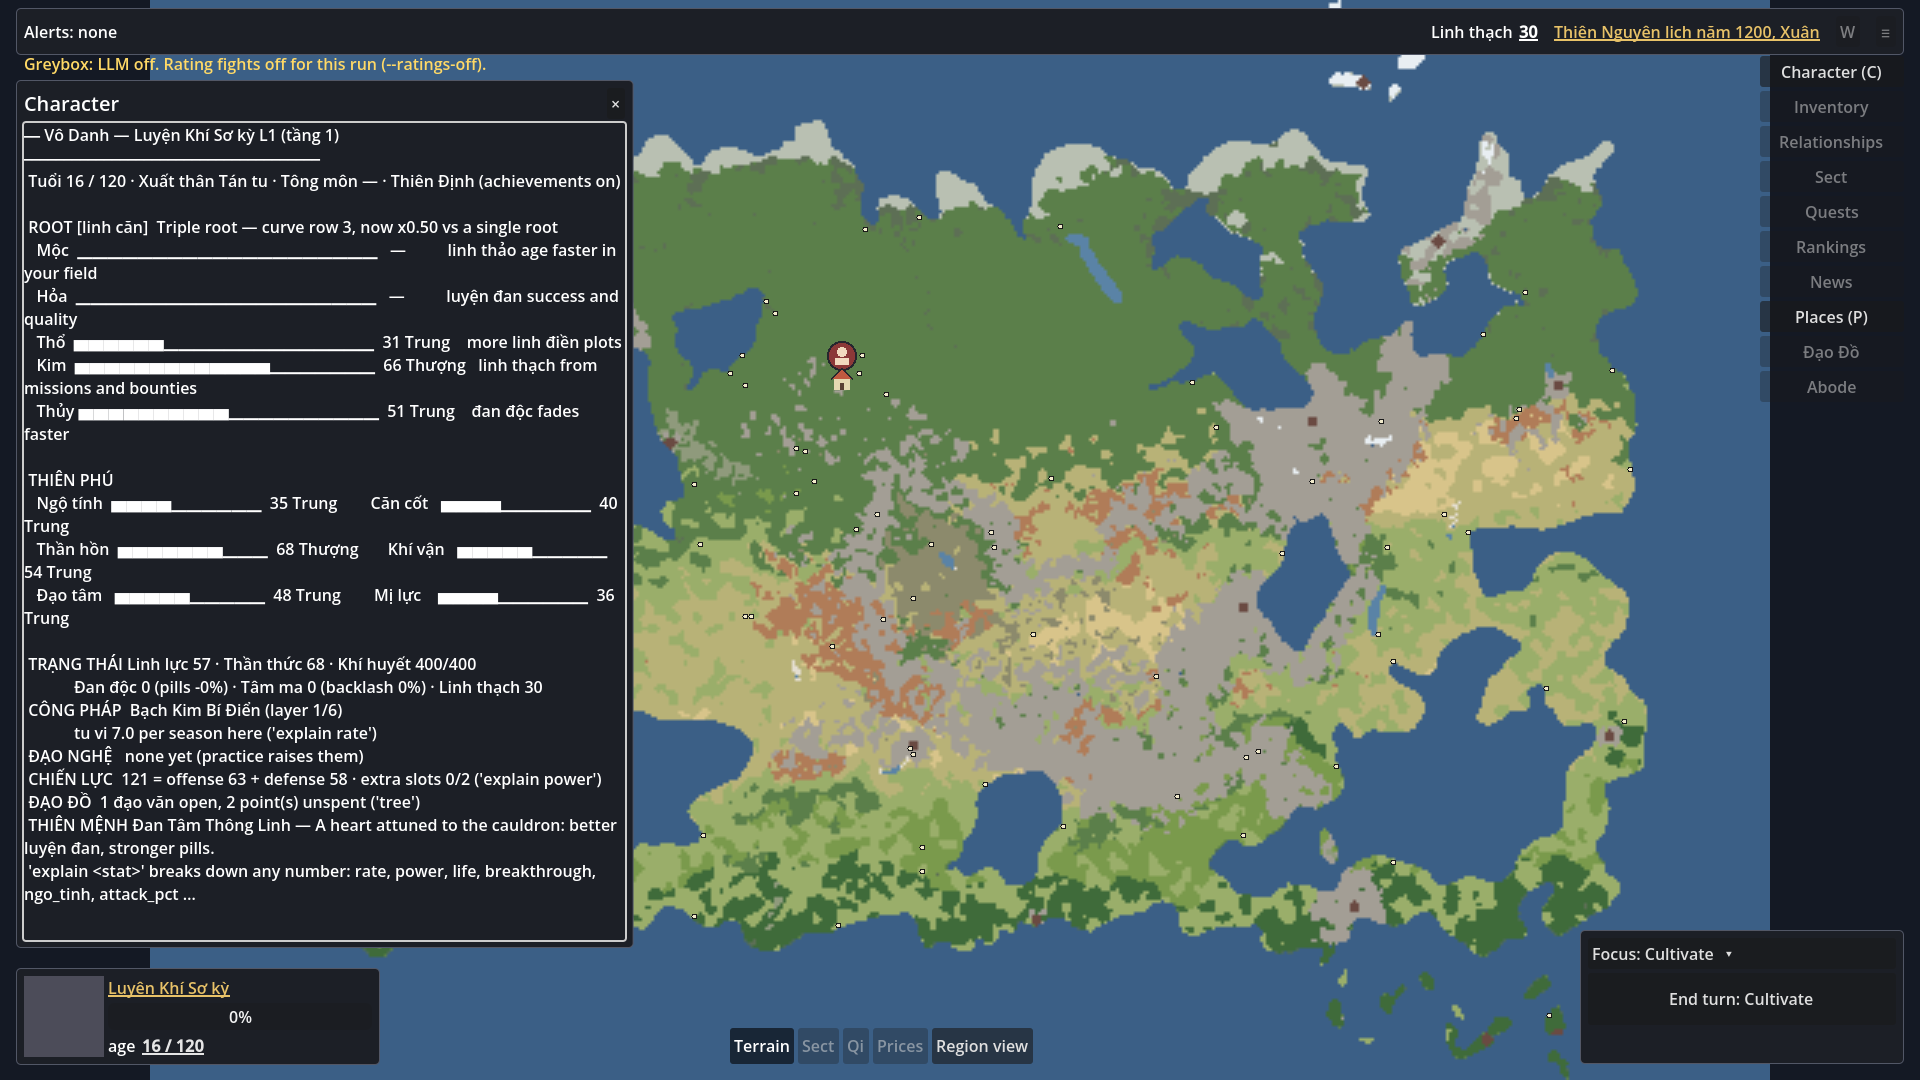 Alerts: none
Linh thạch 30 Thiên Nguyên lich năm 1200, Xuân W ≡
Greybox: LLM off. Rating fights off for this run (--ratings-off).
Character ×
— Vô Danh — Luyện Khí Sơ kỳ L1 (tầng 1)
Tuổi 16 / 120 · Xuất thân Tán tu · Tông môn — · Thiên Định (achievements on)
ROOT [linh căn] Triple root — curve row 3, now x0.50 vs a single root
Mộc — linh thảo age faster in
your field
Hỏa — luyện đan success and
quality
Thổ 31 Trung more linh điền plots
Kim 66 Thượng linh thạch from
missions and bounties
Thủy 51 Trung đan độc fades
faster
THIÊN PHÚ
Ngộ tính 35 Trung Căn cốt 40
Trung
Thần hồn 68 Thượng Khí vận
54 Trung
Đạo tâm 48 Trung Mị lực 36
Trung
TRẠNG THÁI Linh lực 57 · Thần thức 68 · Khí huyết 400/400
Đan độc 0 (pills -0%) · Tâm ma 0 (backlash 0%) · Linh thạch 30
CÔNG PHÁP Bạch Kim Bí Điển (layer 1/6)
tu vi 7.0 per season here ('explain rate')
ĐẠO NGHỆ none yet (practice raises them)
CHIẾN LỰC 121 = offense 63 + defense 58 · extra slots 0/2 ('explain power')
ĐẠO ĐỒ 1 đạo văn open, 2 point(s) unspent ('tree')
THIÊN MỆNH Đan Tâm Thông Linh — A heart attuned to the cauldron: better
luyện đan, stronger pills.
'explain <stat>' breaks down any number: rate, power, life, breakthrough,
ngo_tinh, attack_pct ...
Character (C)
Inventory
Relationships
Sect
Quests
Rankings
News
Places (P)
Đạo Đồ
Abode
Luyện Khí Sơ kỳ
0%
age 16 / 120
Terrain Sect Qi Prices Region view
Focus: Cultivate ▾
End turn: Cultivate